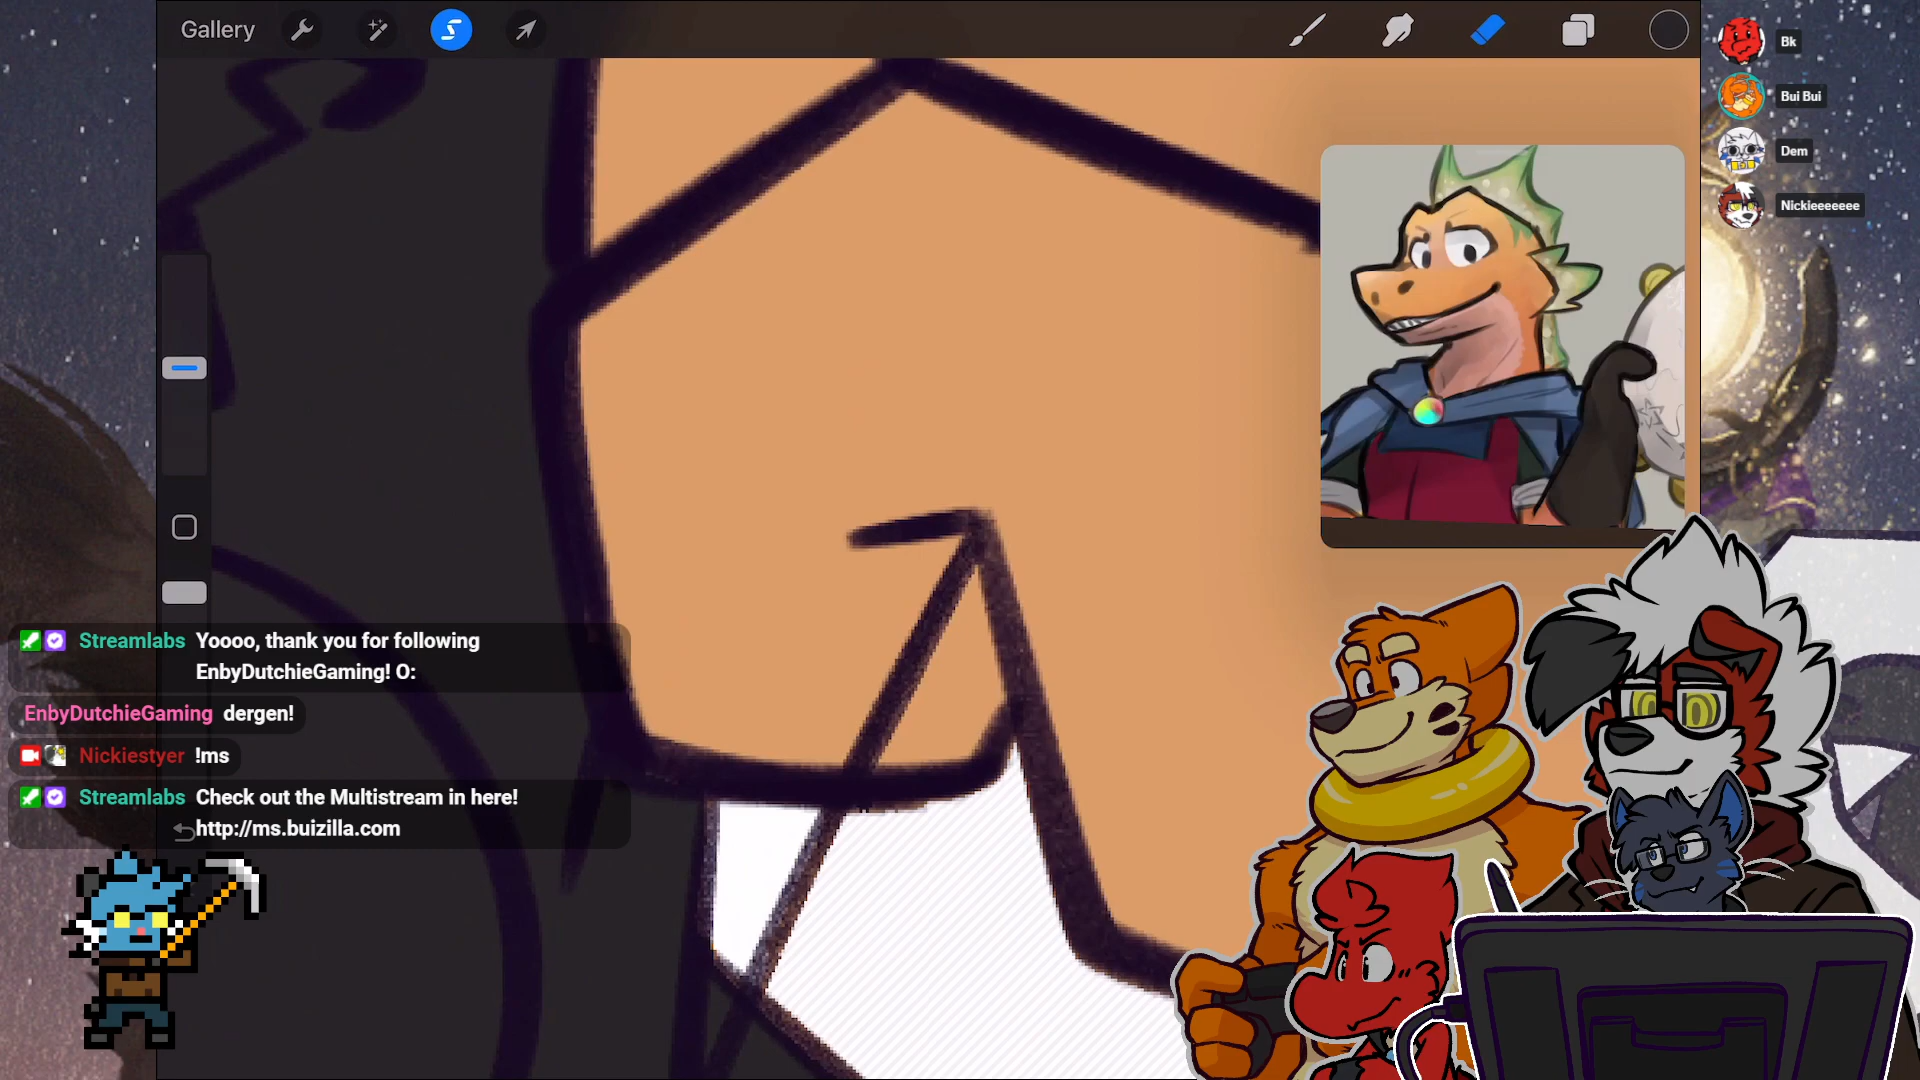 Gallery
Bk
Bui Bui
Dem
Nickieeeeeee
Streamlabs Yoooo, thank you for following
EnbyDutchieGaming! O:
EnbyDutchieGaming dergen!
Nickiestyer !ms
Streamlabs Check out the Multistream in here!
http://ms.buizilla.com